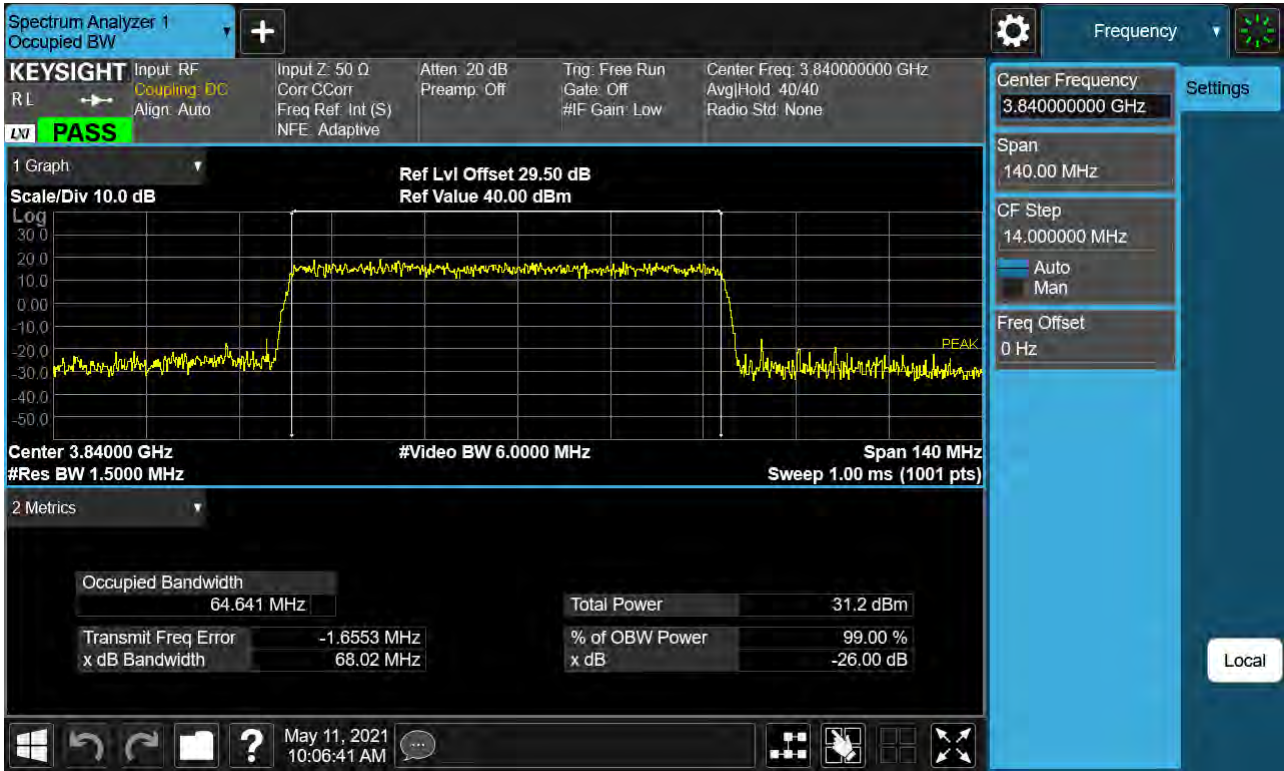 Spectrum Analyzer 1
Occupied BW
Frequency
KEYSIGHT
RL
LXI PASS
Input: RF
Coupling: DC
Align: Auto
Input Z: 50 Ω
Corr CCorr
Freq Ref: Int (S)
NFE: Adaptive
Atten: 20 dB
Preamp: Off
Trig: Free Run
Gate: Off
#IF Gain: Low
Center Freq: 3.840000000 GHz
Avg|Hold: 40/40
Radio Std: None
Center Frequency
3.840000000 GHz
Settings
Span
140.00 MHz
CF Step
14.000000 MHz
Auto
Man
Freq Offset
0 Hz
Local
1 Graph
Scale/Div 10.0 dB
Ref Lvl Offset 29.50 dB
Ref Value 40.00 dBm
Log
30.0
20.0
10.0
0.00
-10.0
-20.0
-30.0
-40.0
-50.0
PEAK
Center 3.84000 GHz
#Video BW 6.0000 MHz
Span 140 MHz
#Res BW 1.5000 MHz
Sweep 1.00 ms (1001 pts)
2 Metrics
Occupied Bandwidth
64.641 MHz
Total Power 31.2 dBm
Transmit Freq Error -1.6553 MHz
% of OBW Power 99.00 %
x dB Bandwidth 68.02 MHz
x dB -26.00 dB
?
May 11, 2021
10:06:41 AM